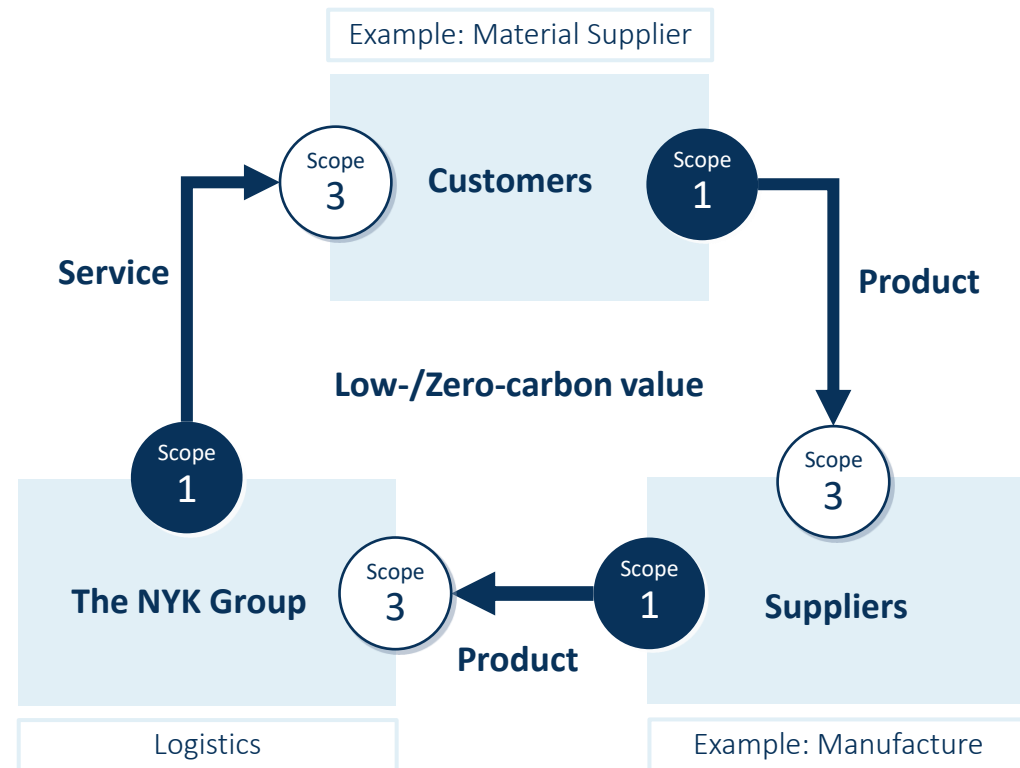 Example: Material Supplier
Scope
3
Customers
Scope
1
Service
Product
Low-/Zero-carbon value
Scope
1
Scope
3
The NYK Group
Scope
3
Scope
1
Suppliers
Product
Logistics
Example: Manufacture